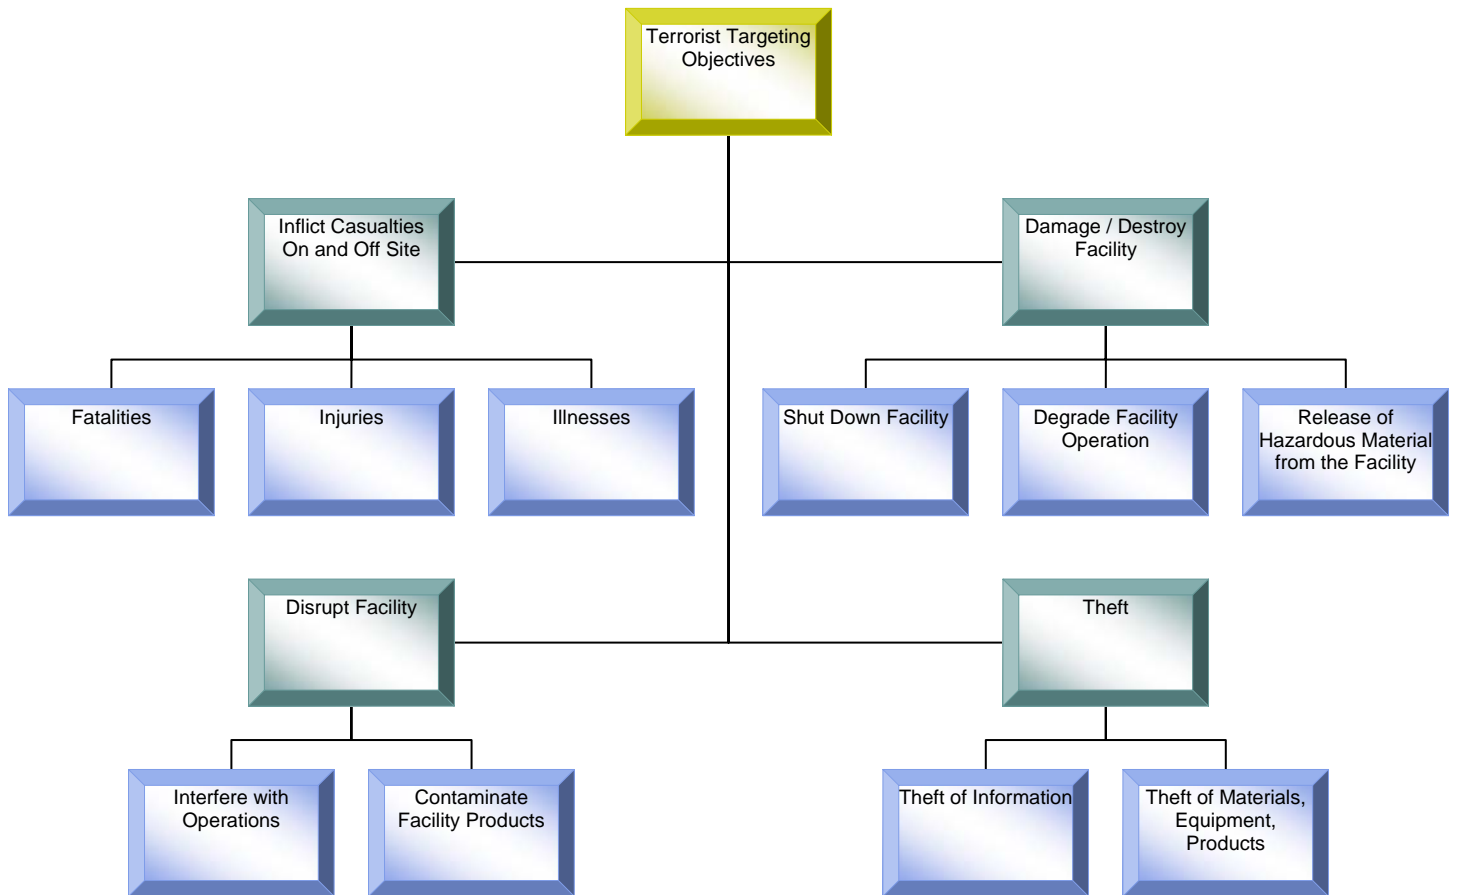 Terrorist Targeting
Objectives
Inflict Casualties
On and Off Site
Damage / Destroy
Facility
Fatalities
Injuries
Illnesses
Shut Down Facility
Degrade Facility
Operation
Release of
Hazardous Material
from the Facility
Disrupt Facility
Theft
Interfere with
Operations
Contaminate
Facility Products
Theft of Information
Theft of Materials,
Equipment,
Products